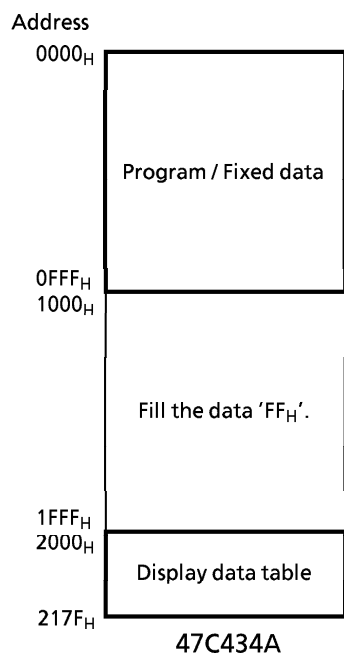 Address
0000H
Program / Fixed data
0FFFH
1000H
Fill the data 'FFH'.
1FFFH
2000H
Display data table
217FH
47C434A